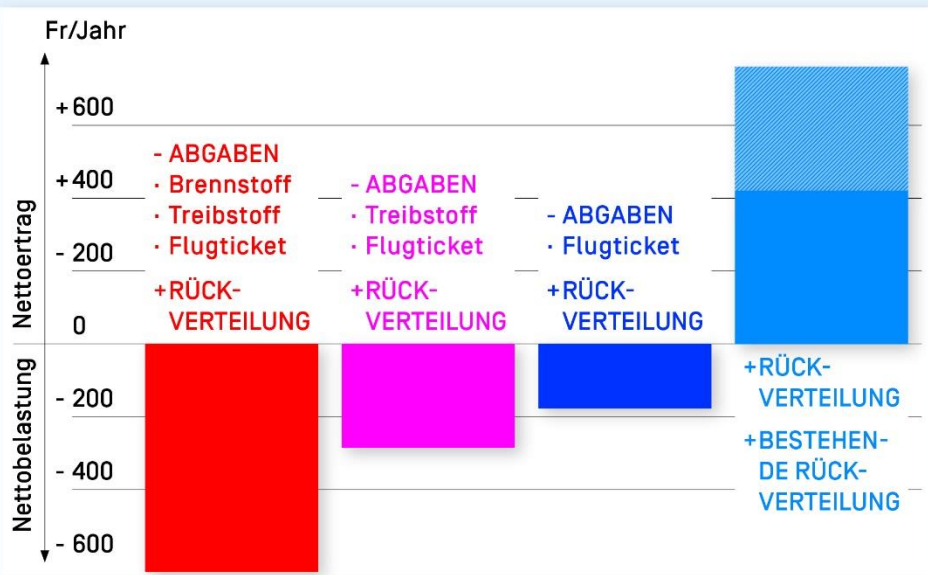 Fr/Jahr
+ 600
+ 400
- 200
0
- 200
- 400
- 600
Nettoertrag
Nettobelastung
- ABGABEN
· Brennstoff
· Treibstoff
· Flugticket
+RÜCK-
VERTEILUNG
- ABGABEN
· Treibstoff
· Flugticket
+RÜCK-
VERTEILUNG
- ABGABEN
· Flugticket
+RÜCK-
VERTEILUNG
+RÜCK-
VERTEILUNG
+BESTEHEN-
DE RÜCK-
VERTEILUNG